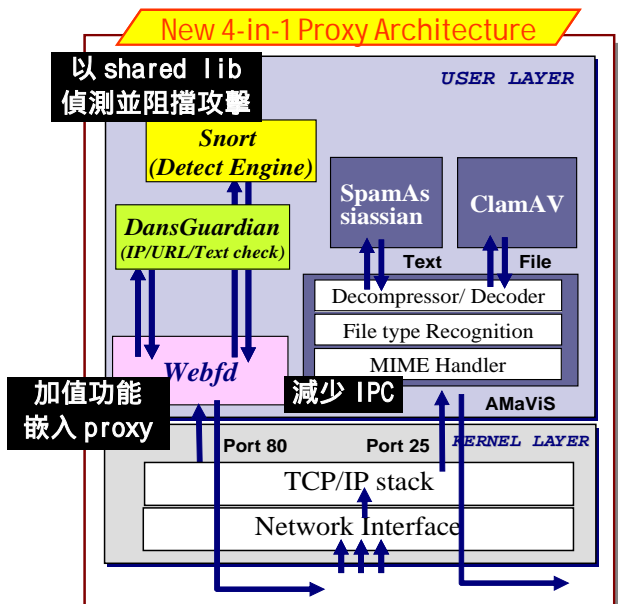 New 4-in-1 Proxy Architecture
以 shared lib
偵測並阻擋攻擊
USER LAYER
Snort
(Detect Engine)
SpamAs
siassian
ClamAV
DansGuardian
(IP/URL/Text check)
Text
File
Decompressor/ Decoder
File type Recognition
MIME Handler
Webfd
減少 IPC
AMaViS
加值功能
嵌入 proxy
Port 80
Port 25
KERNEL LAYER
TCP/IP stack
Network Interface